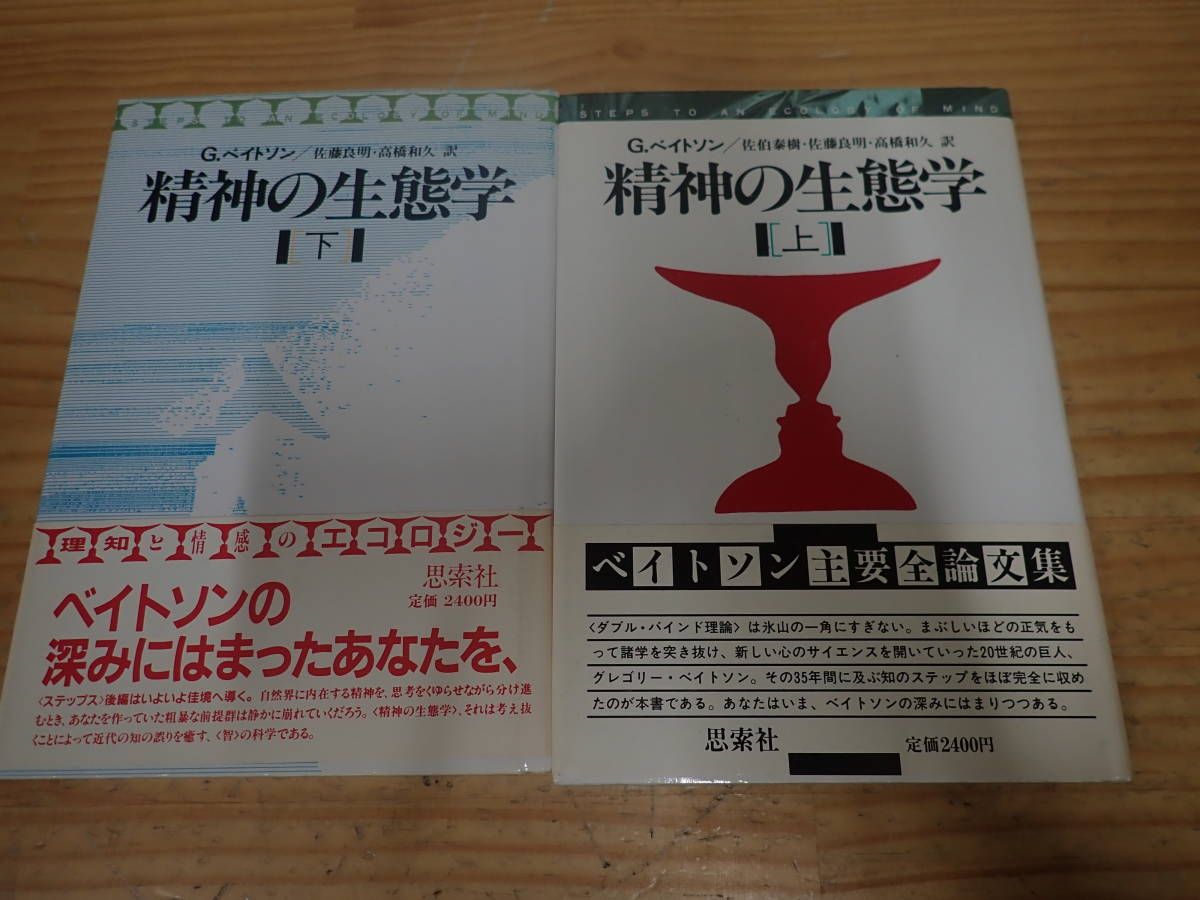 STEPS TO AN ECOLOGY OF MIND
G.ベイトソン/佐藤良明・高橋和久 訳
精神の生態学
[下]
理知と情感のエコロジー
思索社
定価 2400円
ベイトソンの
深みにはまったあなたを、
〈ステップス〉後編はいよいよ佳境へ導く。自然界に内在する精神を、思考をくゆらせながら分け進
むとき、あなたを作っていた粗暴な前提群は静かに崩れていくだろう。〈精神の生態学〉、それは考え抜
くことによって近代の知の誤りを癒す、〈智〉の科学である。
STEPS TO AN ECOLOGY OF MIND
G.ベイトソン/佐伯泰樹・佐藤良明・高橋和久 訳
精神の生態学
[上]
ベイトソン主要全論文集
〈ダブル・バインド理論〉は氷山の一角にすぎない。まぶしいほどの正気をも
って諸学を突き抜け、新しい心のサイエンスを開いていった20世紀の巨人、
グレゴリー・ベイトソン。その35年間に及ぶ知のステップをほぼ完全に収め
たのが本書である。あなたはいま、ベイトソンの深みにはまりつつある。
思索社
定価2400円